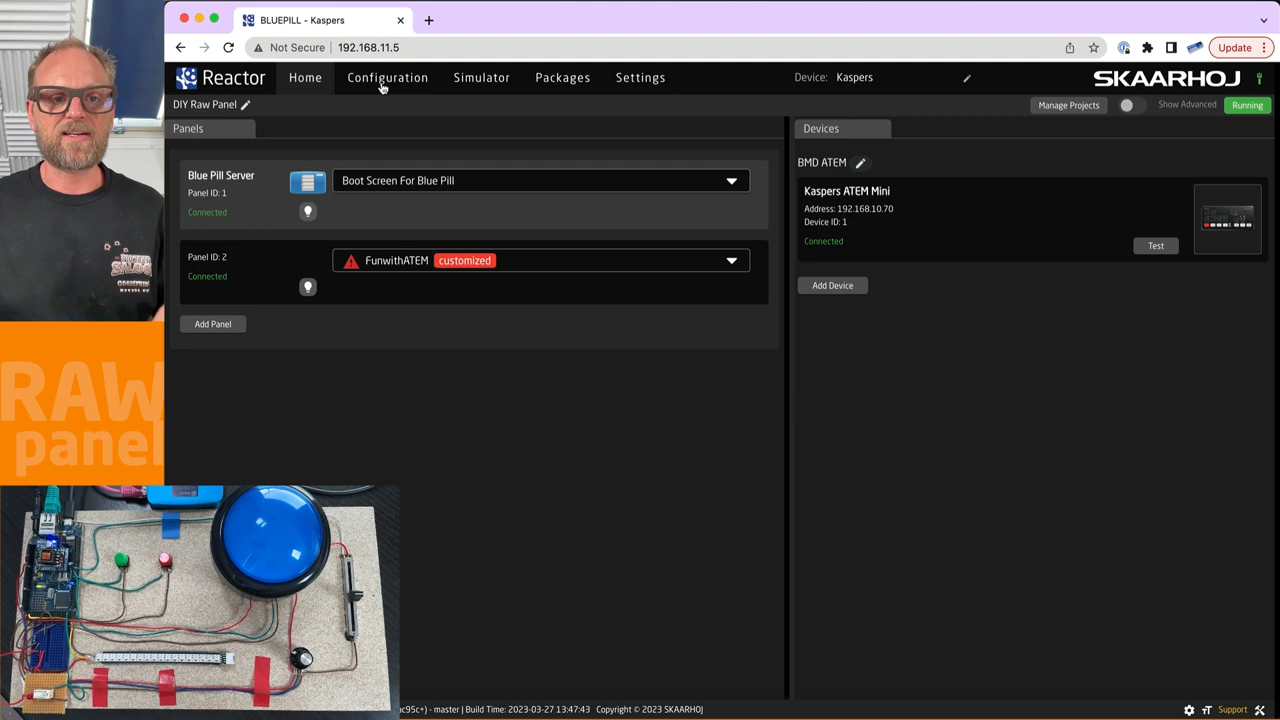 BLUEPILL - Kaspers
Not Secure
192.168.11.5
Update
Reactor
Home
Configuration
Simulator
Packages
Settings
Device:
Kaspers
SKAARHOJ
DIY Raw Panel
Manage Projects
Show Advanced
Running
Panels
Devices
Blue Pill Server
Panel ID: 1
Connected
Boot Screen For Blue Pill
Panel ID: 2
Connected
FunwithATEM
customized
Add Panel
BMD ATEM
Kaspers ATEM Mini
Address: 192.168.10.70
Device ID: 1
Connected
Test
Add Device
RAW
panel
ac95c+) - master | Build Time: 2023-03-27 13:47:43 Copyright © 2023 SKAARHOJ
Support